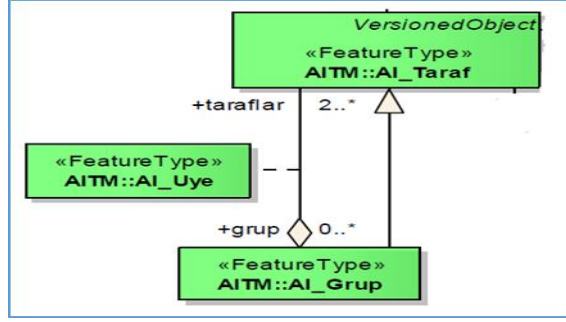 VersionedObject
«FeatureType»
AITM::AI_Taraf
+taraflar 2..*
«FeatureType»
AITM::AI_Uye
+grup 0..*
«FeatureType»
AITM::AI_Grup